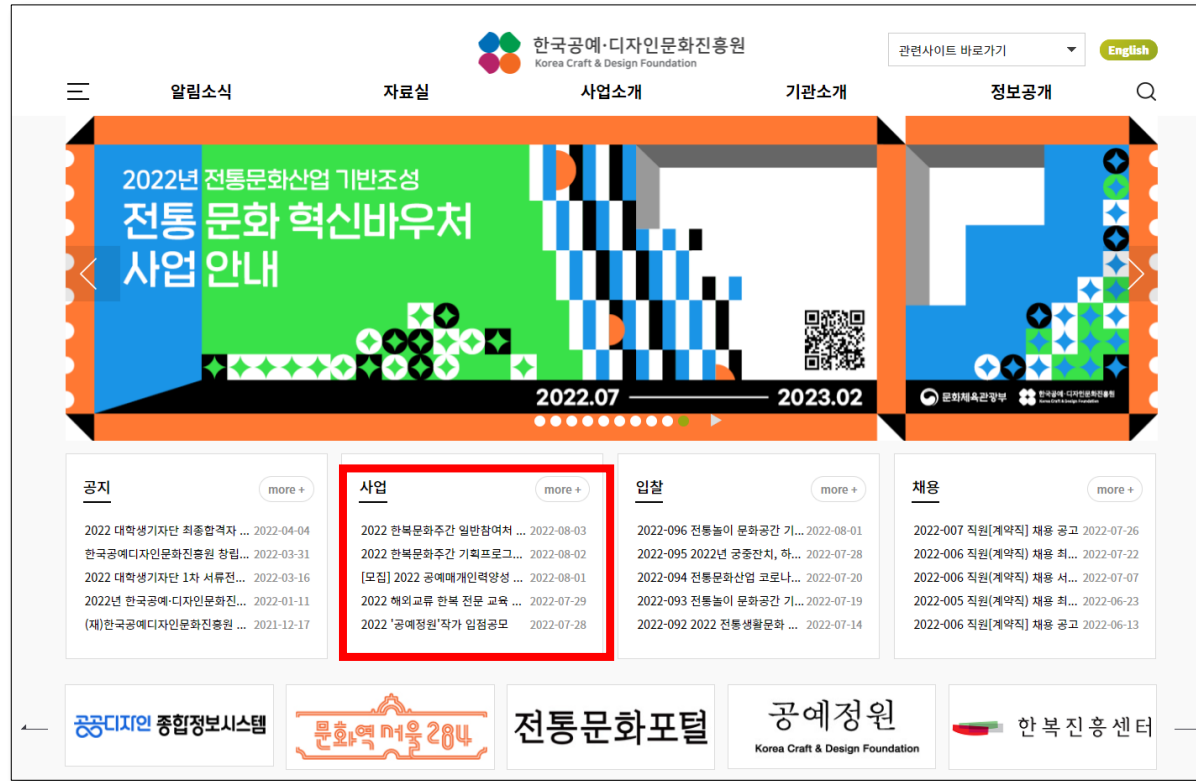 한국공예·디자인문화진흥원
Korea Craft & Design Foundation
관련사이트 바로가기
English
알림소식
자료실
사업소개
기관소개
정보공개
2022년 전통문화산업 기반조성
전통 문화 혁신바우처
사업 안내
2022.07
2023.02
문화체육관광부
한국공예·디자인문화진흥원
Korea Craft & Design Foundation
공지
more +
2022 대학생기자단 최종합격자 ... 2022-04-04
한국공예디자인문화진흥원 창립... 2022-03-31
2022 대학생기자단 1차 서류전... 2022-03-16
2022년 한국공예·디자인문화진... 2022-01-11
(재)한국공예디자인문화진흥원 ... 2021-12-17
사업
more +
2022 한복문화주간 일반참여처 ... 2022-08-03
2022 한복문화주간 기획프로그... 2022-08-02
[모집] 2022 공예매개인력양성 ... 2022-08-01
2022 해외교류 한복 전문 교육 ... 2022-07-29
2022 '공예정원'작가 입점공모 2022-07-28
입찰
more +
2022-096 전통놀이 문화공간 기... 2022-08-01
2022-095 2022년 궁중잔치, 하... 2022-07-28
2022-094 전통문화산업 코로나... 2022-07-20
2022-093 전통놀이 문화공간 기... 2022-07-19
2022-092 2022 전통생활문화 ... 2022-07-14
채용
more +
2022-007 직원[계약직] 채용 공고 2022-07-26
2022-006 직원(계약직) 채용 최... 2022-07-22
2022-006 직원(계약직) 채용 서... 2022-07-07
2022-005 직원(계약직) 채용 최... 2022-06-23
2022-006 직원[계약직] 채용 공고 2022-06-13
공공디자인 종합정보시스템
문화역서울284
전통문화포털
공예정원
Korea Craft & Design Foundation
한복진흥센터